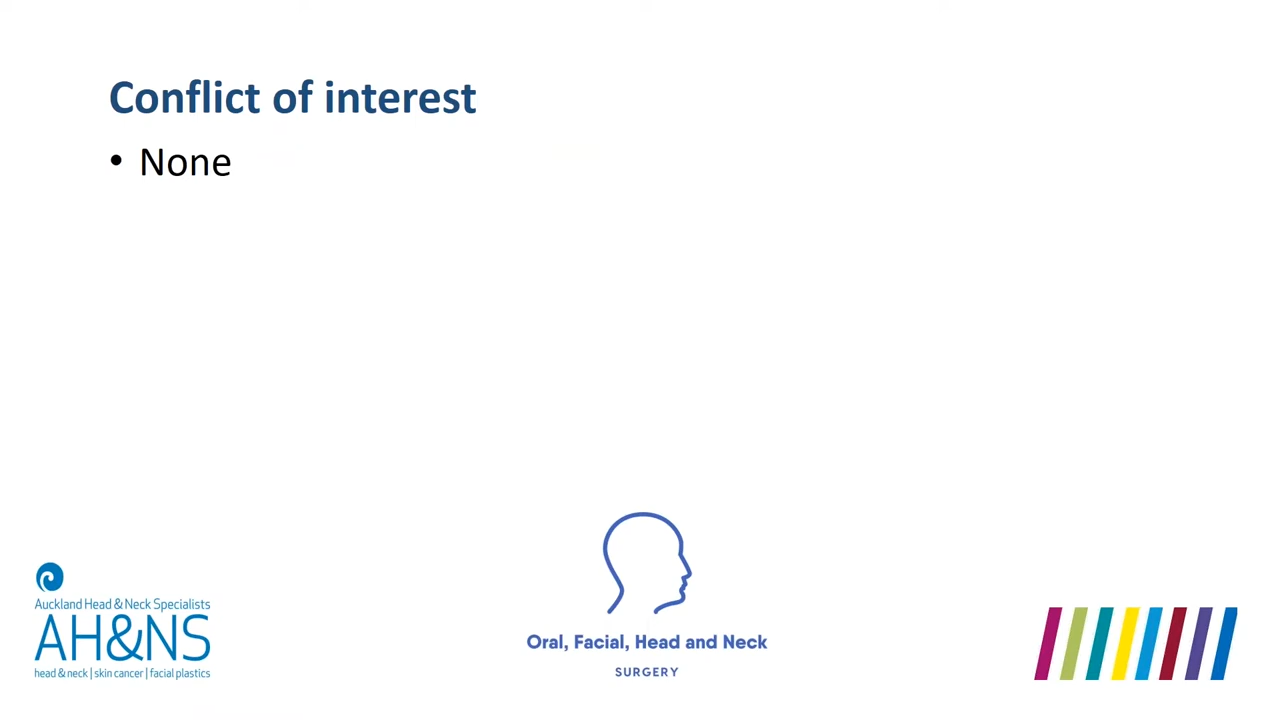 Conflict of interest
• None
Auckland Head & Neck Specialists
AH&NS
head & neck | skin cancer | facial plastics
Oral, Facial, Head and Neck
SURGERY